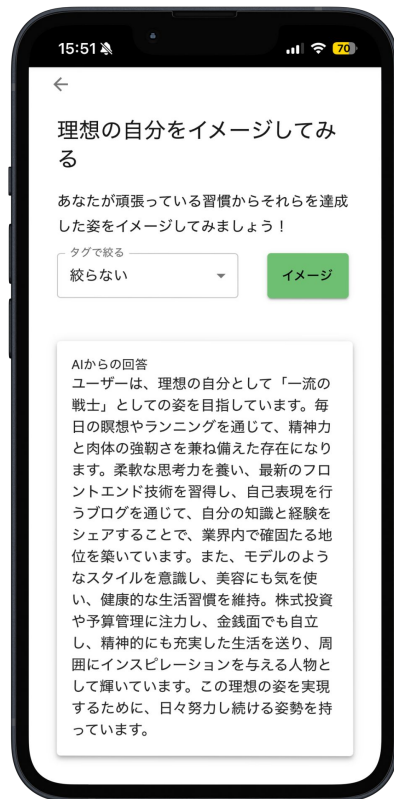 15:51
70
理想の自分をイメージしてみ
る
あなたが頑張っている習慣からそれらを達成
した姿をイメージしてみましょう！
タグで絞る
絞らない
イメージ
AIからの回答
ユーザーは、理想の自分として「一流の
戦士」としての姿を目指しています。毎
日の瞑想やランニングを通じて、精神力
と肉体の強靭さを兼ね備えた存在になり
ます。柔軟な思考力を養い、最新のフロ
ントエンド技術を習得し、自己表現を行
うブログを通じて、自分の知識と経験を
シェアすることで、業界内で確固たる地
位を築いています。また、モデルのよう
なスタイルを意識し、美容にも気を使
い、健康的な生活習慣を維持。株式投資
や予算管理に注力し、金銭面でも自立
し、精神的にも充実した生活を送り、周
囲にインスピレーションを与える人物と
して輝いています。この理想の姿を実現
するために、日々努力し続ける姿勢を持
っています。